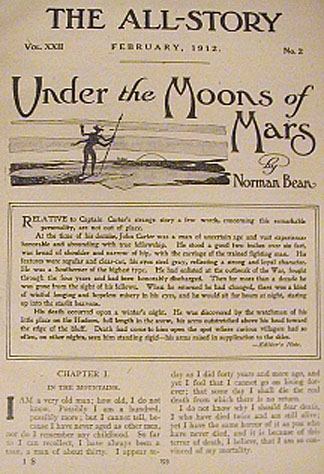 THE ALL-STORY
VOL. XXII
FEBRUARY, 1912.
No. 2
Under the Moons of
Mars
by
Norman Bean
RELATIVE to Captain Carter's strange story a few words, concerning this remarkable
personality, are not out of place.
At the time of his demise, John Carter was a man of uncertain age and vast experience,
honorable and abounding with true fellowship. He stood a good two inches over six feet,
was broad of shoulder and narrow of hip, with the carriage of the trained fighting man. His
features were regular and clear-cut, his eyes steel gray, reflecting a strong and loyal character.
He was a Southerner of the highest type. He had enlisted at the outbreak of the War, fought
through the four years and had been honorably discharged. Then for more than a decade he
was gone from the sight of his fellows. When he returned he had changed, there was a kind
of wistful longing and hopeless misery in his eyes, and he would sit for hours at night, staring
up into the starlit heavens.
His death occurred upon a winter's night. He was discovered by the watchman of his
little place on the Hudson, full length in the snow, his arms outstretched above his head toward
the edge of the bluff. Death had come to him upon the spot where curious villagers had so
often, on other nights, seen him standing rigid—his arms raised in supplication to the skies.
—Editor's Note.
CHAPTER I.
IN THE MOUNTAINS.
I AM a very old man; how old, I do not
know. Possibly I am a hundred,
possibly more; but I cannot tell, be-
cause I have never aged as other men,
nor do I remember any childhood. So far
as I can recollect, I have always been a
man, a man of about thirty. I appear to-
1 S
day as I did forty years and more ago, and
yet I feel that I cannot go on living for-
ever; that some day I shall die the real
death from which there is no return.
I do not know why I should fear death,
I who have died twice and am still alive;
yet I have the same horror of it as you who
have never died, and it is because of this
terror of death, I believe, that I am so con-
vinced of my mortality.